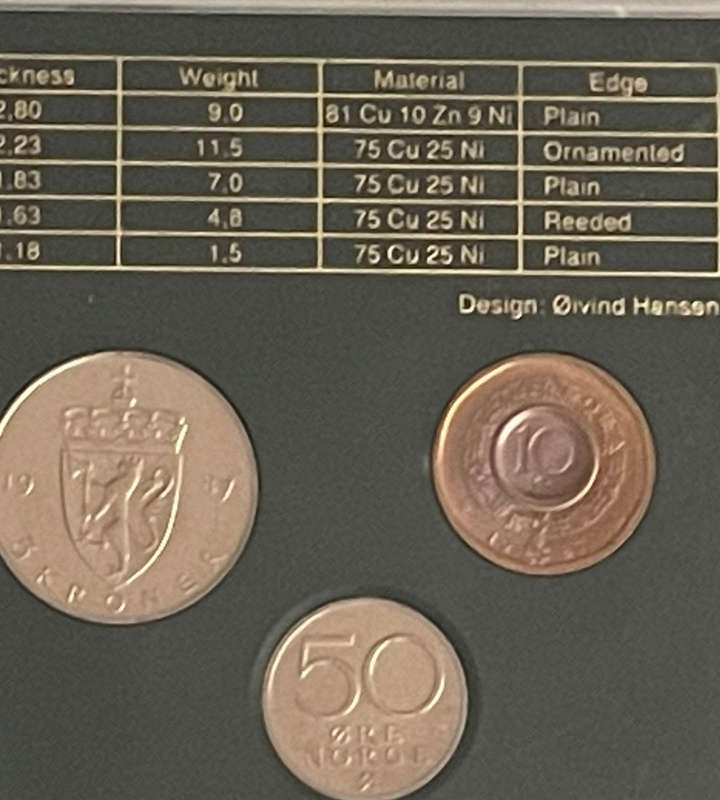 ckness Weight Material Edge
2,80 9,0 81 Cu 10 Zn 9 Ni Plain
2,23 11,5 75 Cu 25 Ni Ornamented
1,83 7,0 75 Cu 25 Ni Plain
1,63 4,8 75 Cu 25 Ni Reeded
1,18 1,5 75 Cu 25 Ni Plain
Design: Øivind Hansen
19 87
5 KRONER
10
50
ØRE
NORGE